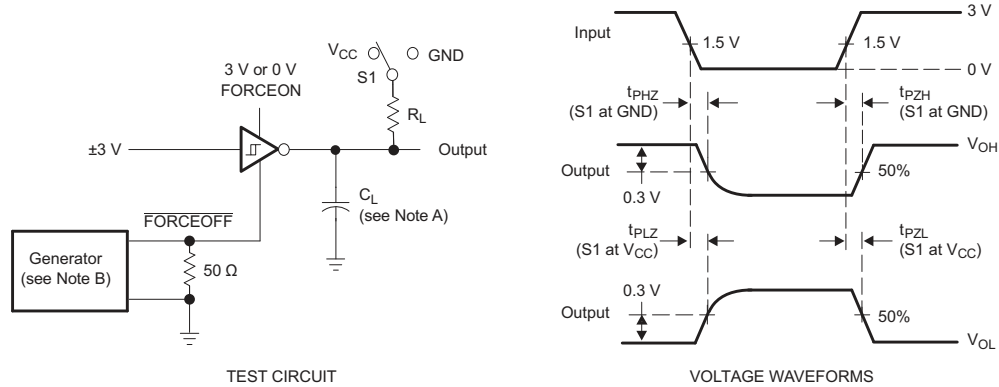 V_CC
GND
S1
3 V or 0 V
FORCEON
R_L
±3 V
Output
C_L
(see Note A)
FORCEOFF
Generator
(see Note B)
50 Ω
TEST CIRCUIT
3 V
Input
1.5 V
1.5 V
0 V
t_PHZ
(S1 at GND)
t_PZH
(S1 at GND)
V_OH
Output
50%
0.3 V
t_PLZ
(S1 at V_CC)
t_PZL
(S1 at V_CC)
0.3 V
Output
50%
V_OL
VOLTAGE WAVEFORMS